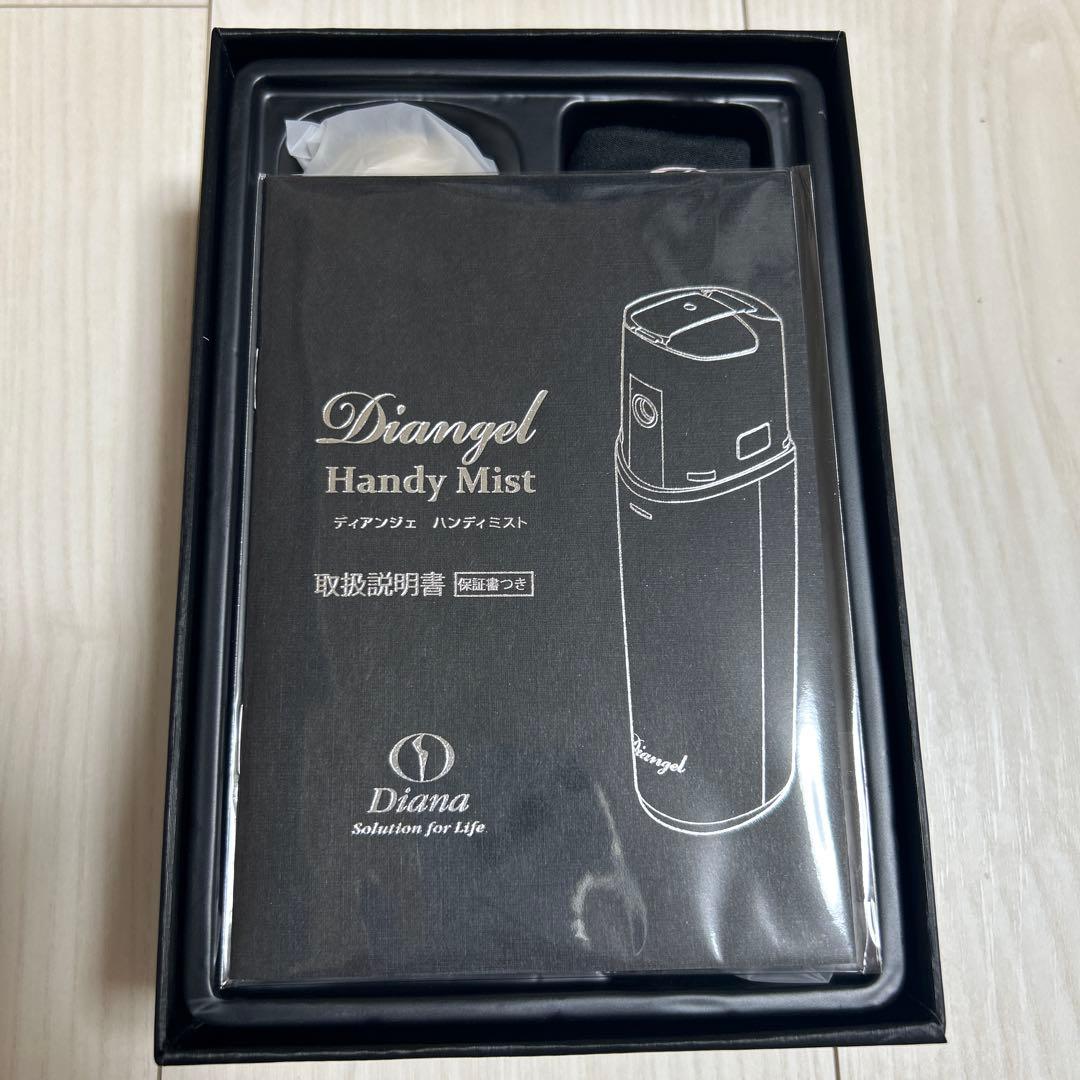 Diangel
Handy Mist
ディアンジェ ハンディミスト
取扱説明書 保証書つき
Diangel
Diana
Solution for Life